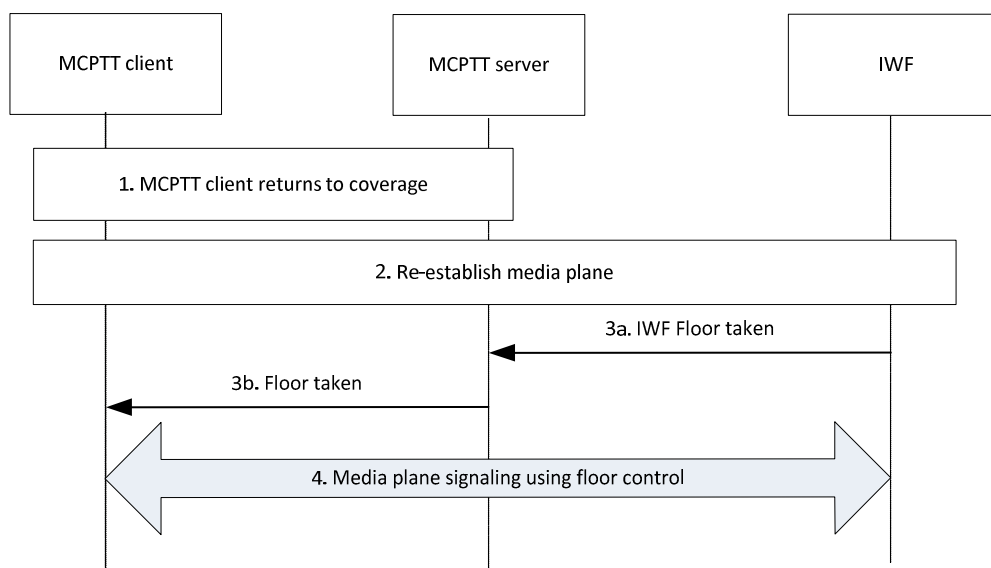 MCPTT client
MCPTT server
IWF
1. MCPTT client returns to coverage
2. Re-establish media plane
3a. IWF Floor taken
3b. Floor taken
4. Media plane signaling using floor control